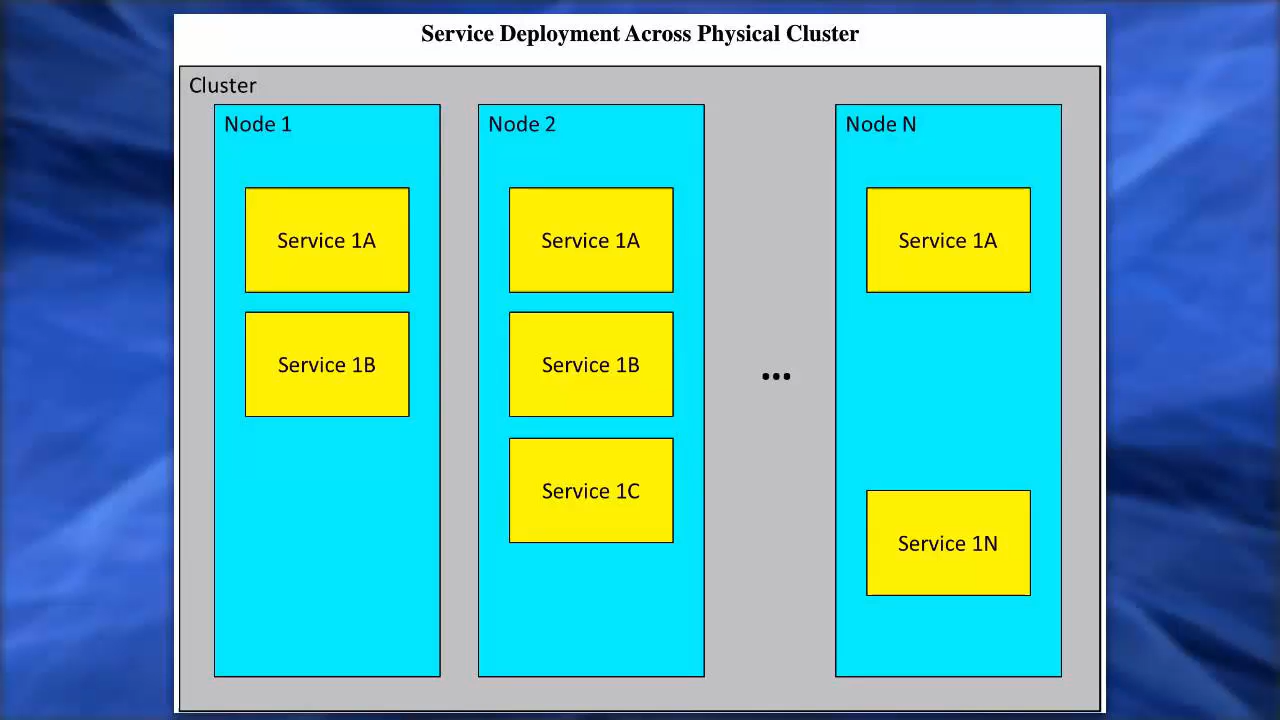 Service Deployment Across Physical Cluster
Cluster
Node 1
Service 1A
Service 1B
Node 2
Service 1A
Service 1B
Service 1C
...
Node N
Service 1A
Service 1N